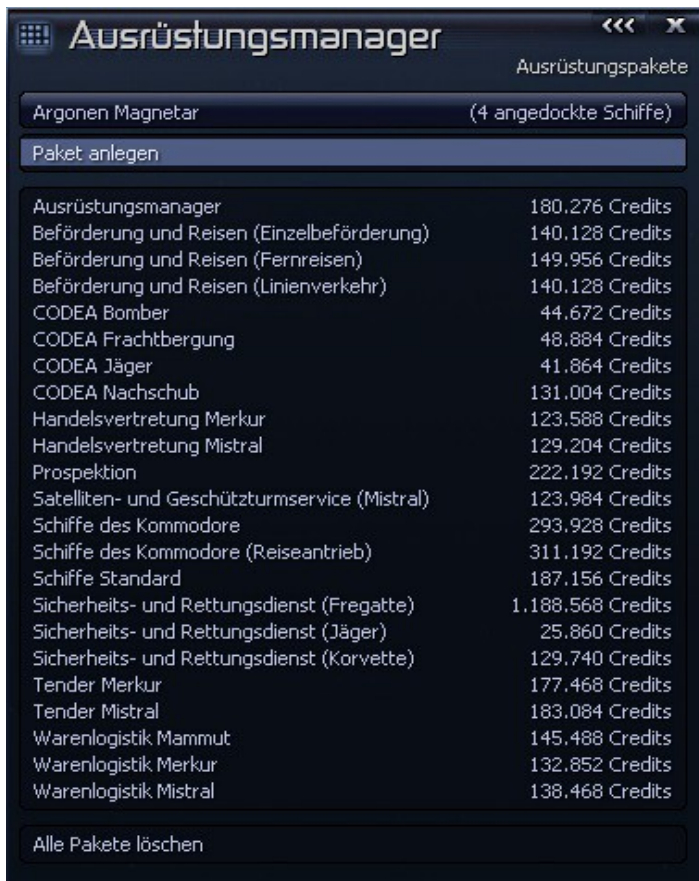 Ausrüstungsmanager
<<< X
Ausrüstungspakete
Argonen Magnetar (4 angedockte Schiffe)
Paket anlegen
Ausrüstungsmanager 180.276 Credits
Beförderung und Reisen (Einzelbeförderung) 140.128 Credits
Beförderung und Reisen (Fernreisen) 149.956 Credits
Beförderung und Reisen (Linienverkehr) 140.128 Credits
CODEA Bomber 44.672 Credits
CODEA Frachtbergung 48.884 Credits
CODEA Jäger 41.864 Credits
CODEA Nachschub 131.004 Credits
Handelsvertretung Merkur 123.588 Credits
Handelsvertretung Mistral 129.204 Credits
Prospektion 222.192 Credits
Satelliten- und Geschützturmservice (Mistral) 123.984 Credits
Schiffe des Kommodore 293.928 Credits
Schiffe des Kommodore (Reiseantrieb) 311.192 Credits
Schiffe Standard 187.156 Credits
Sicherheits- und Rettungsdienst (Fregatte) 1.188.568 Credits
Sicherheits- und Rettungsdienst (Jäger) 25.860 Credits
Sicherheits- und Rettungsdienst (Korvette) 129.740 Credits
Tender Merkur 177.468 Credits
Tender Mistral 183.084 Credits
Warenlogistik Mammut 145.488 Credits
Warenlogistik Merkur 132.852 Credits
Warenlogistik Mistral 138.468 Credits
Alle Pakete löschen